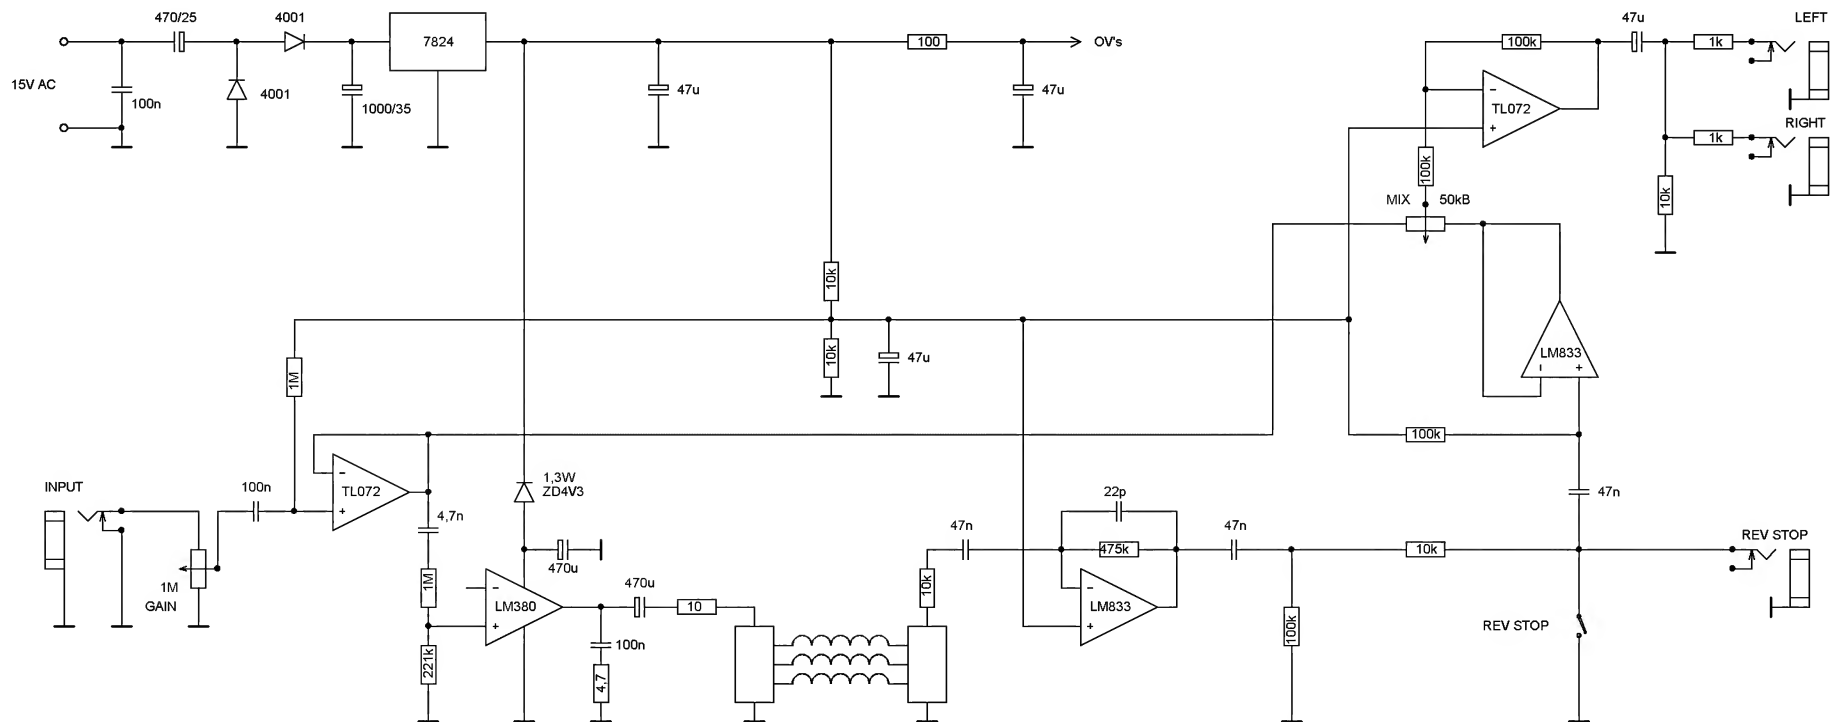 470/25
4001
7824
100
OV's
100k
47u
1k
LEFT
15V AC
100n
4001
1000/35
47u
47u
TL072
RIGHT
1k
100k
10k
MIX
50kB
10k
1M
10k
47u
LM833
100k
INPUT
100n
TL072
1,3W
ZD4V3
4,7n
22p
47n
47n
475k
47n
10k
REV STOP
1M
GAIN
1M
470u
LM380
470u
10
10k
LM833
100k
REV STOP
221k
100n
4,7